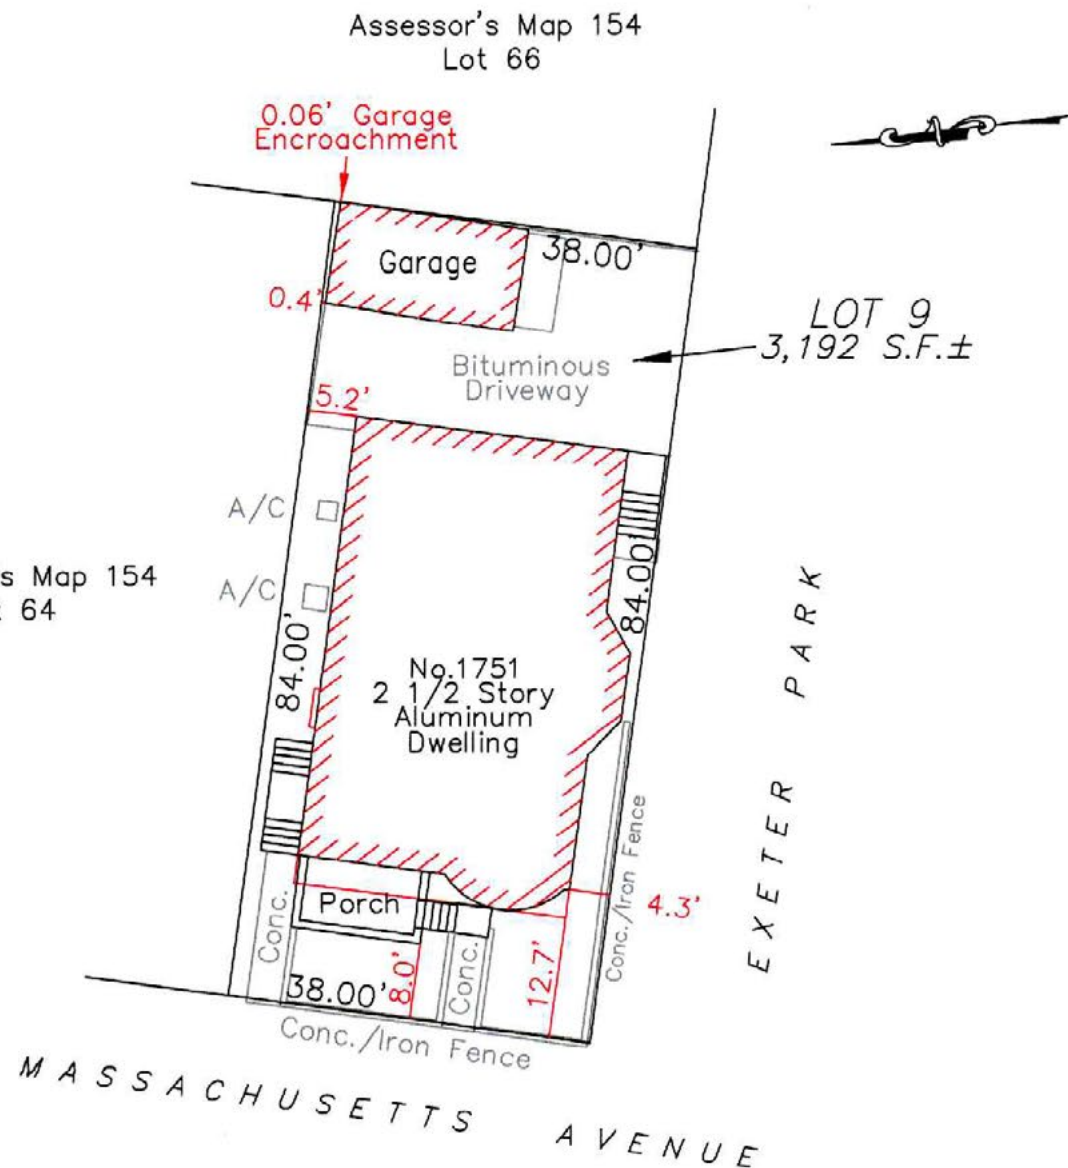 Assessor's Map 154
Lot 66
0.06' Garage
Encroachment
38.00'
Garage
0.4'
LOT 9
3,192 S.F.±
Bituminous
Driveway
5.2'
A/C
84.00'
s Map 154
64
A/C
84.00'
No.1751
2 1/2 Story
Aluminum
Dwelling
EXETER PARK
Conc./Iron Fence
Porch
4.3'
Conc.
8.0'
Conc.
12.7'
38.00'
Conc./Iron Fence
MASSACHUSETTS AVENUE